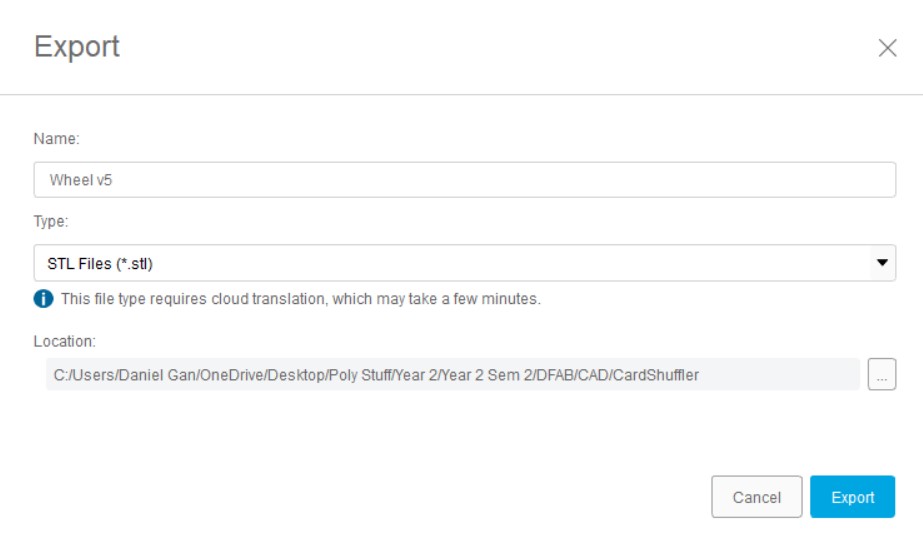 Export
Name:
Wheel v5
Type:
STL Files (*.stl)
This file type requires cloud translation, which may take a few minutes.
Location:
C:/Users/Daniel Gan/OneDrive/Desktop/Poly Stuff/Year 2/Year 2 Sem 2/DFAB/CAD/CardShuffler
...
Cancel
Export